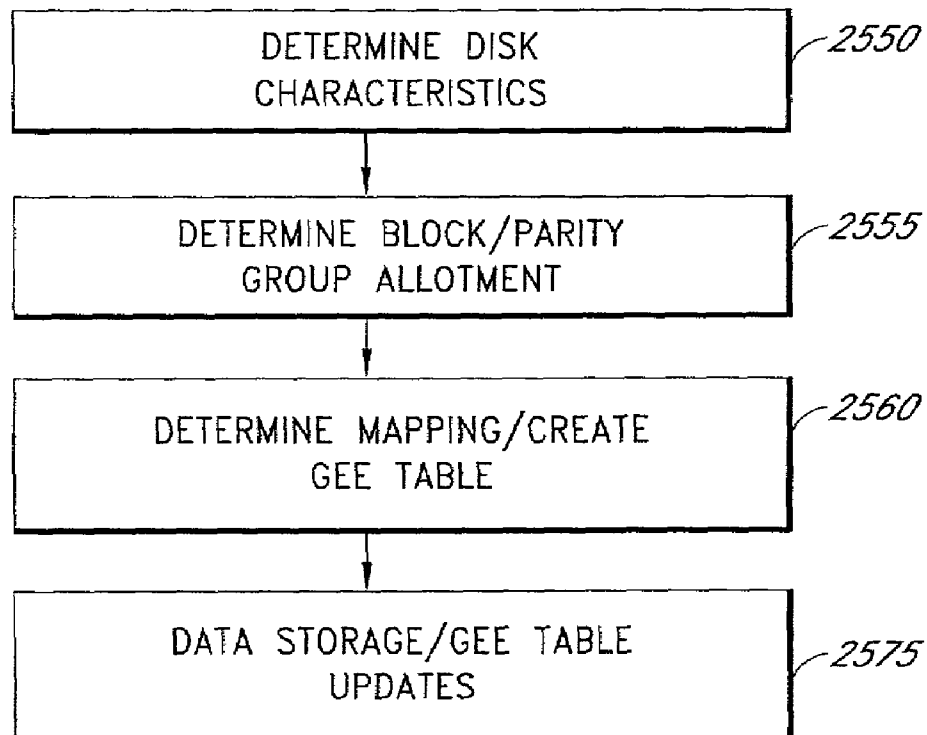 DETERMINE DISK
CHARACTERISTICS
2550
DETERMINE BLOCK/PARITY
GROUP ALLOTMENT
2555
DETERMINE MAPPING/CREATE
GEE TABLE
2560
DATA STORAGE/GEE TABLE
UPDATES
2575